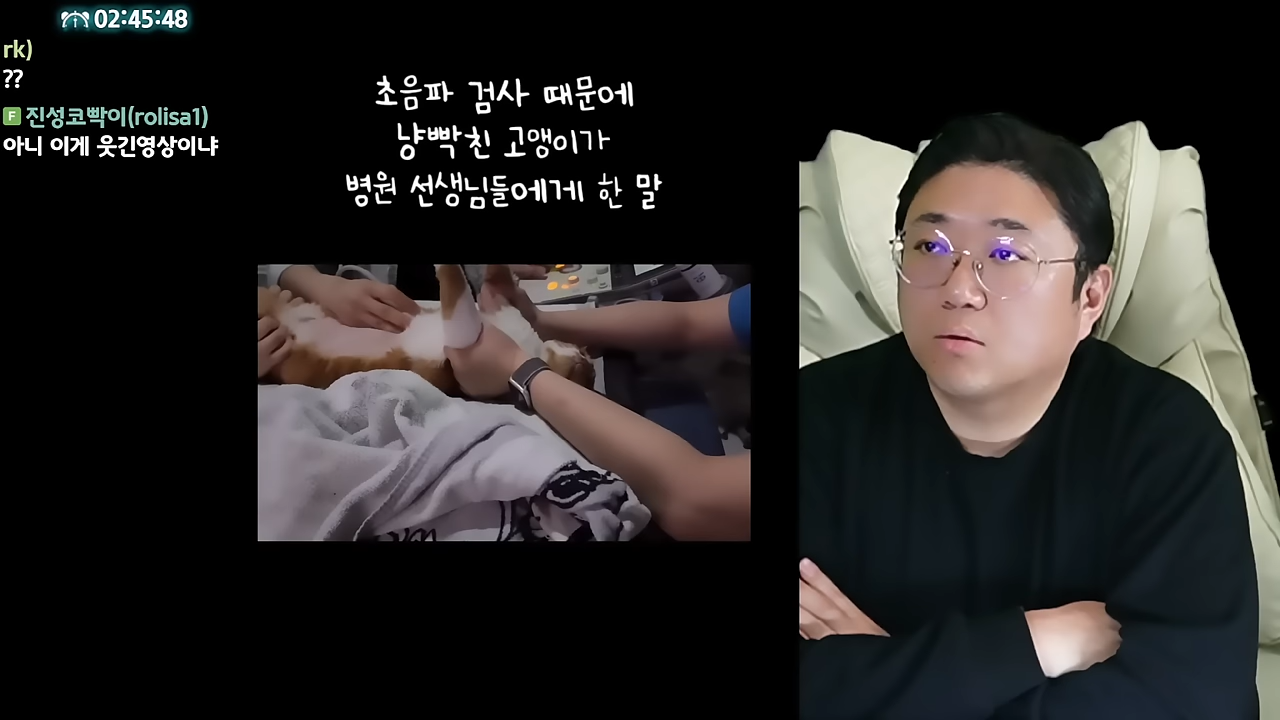 02:45:48
rk)
??
F 진성코빡이(rolisa1)
아니 이게 웃긴영상이냐
초음파 검사 때문에
냥빡친 고맹이가
병원 선생님들에게 한 말